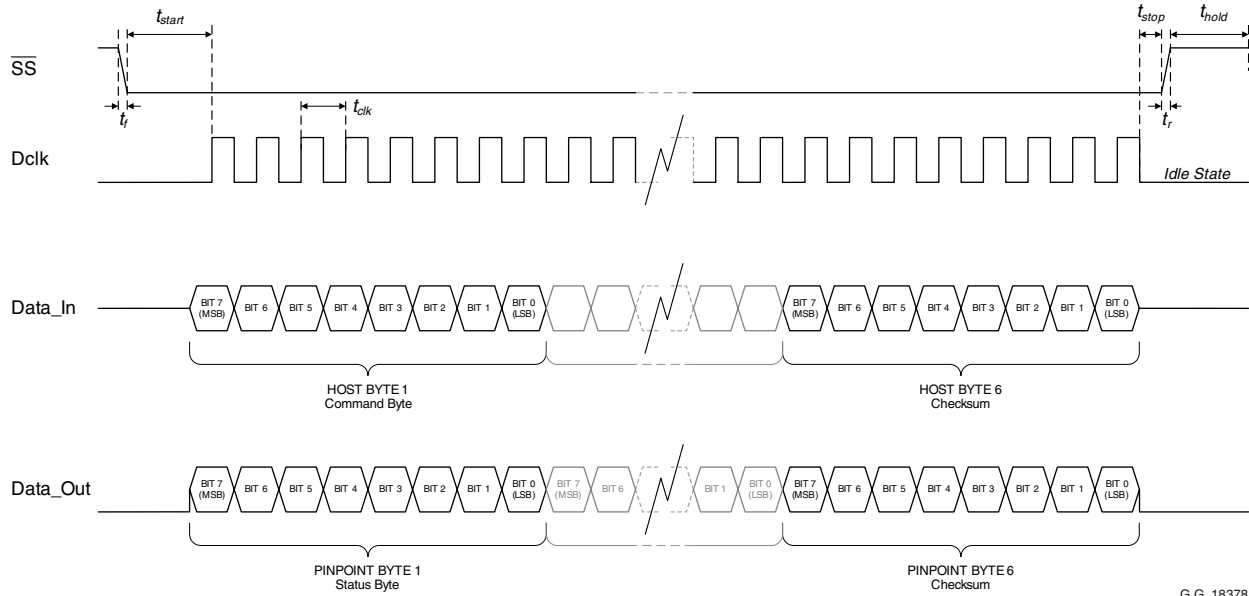 t_start
t_stop
t_hold
SS
t_f
t_clk
t_r
Dclk
Idle State
Data_In
BIT 7 (MSB) BIT 6 BIT 5 BIT 4 BIT 3 BIT 2 BIT 1 BIT 0 (LSB) BIT 7 (MSB) BIT 6 BIT 5 BIT 4 BIT 3 BIT 2 BIT 1 BIT 0 (LSB)
HOST BYTE 1
Command Byte
HOST BYTE 6
Checksum
Data_Out
BIT 7 (MSB) BIT 6 BIT 5 BIT 4 BIT 3 BIT 2 BIT 1 BIT 0 (LSB) BIT 7 (MSB) BIT 6 BIT 1 BIT 0 (LSB) BIT 7 (MSB) BIT 6 BIT 5 BIT 4 BIT 3 BIT 2 BIT 1 BIT 0 (LSB)
PINPOINT BYTE 1
Status Byte
PINPOINT BYTE 6
Checksum
G.G. 18378